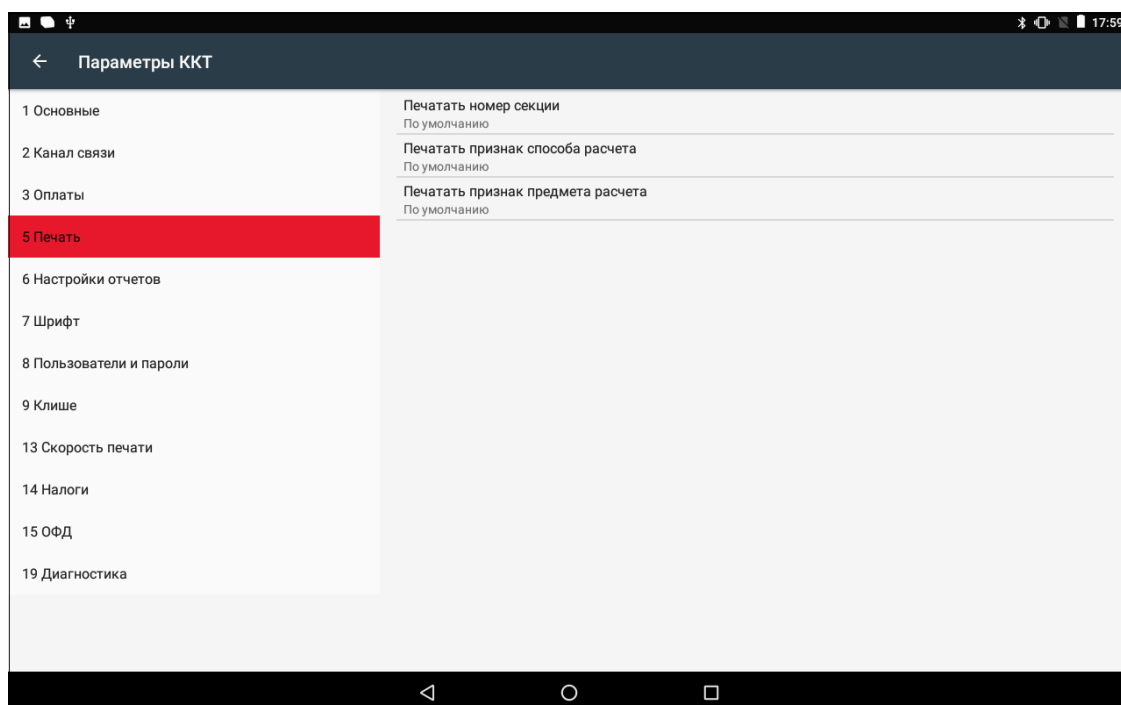 17:59
Параметры ККТ
1 Основные
2 Канал связи
3 Оплаты
5 Печать
6 Настройки отчетов
7 Шрифт
8 Пользователи и пароли
9 Клише
13 Скорость печати
14 Налоги
15 ОФД
19 Диагностика
Печатать номер секции
По умолчанию
Печатать признак способа расчета
По умолчанию
Печатать признак предмета расчета
По умолчанию